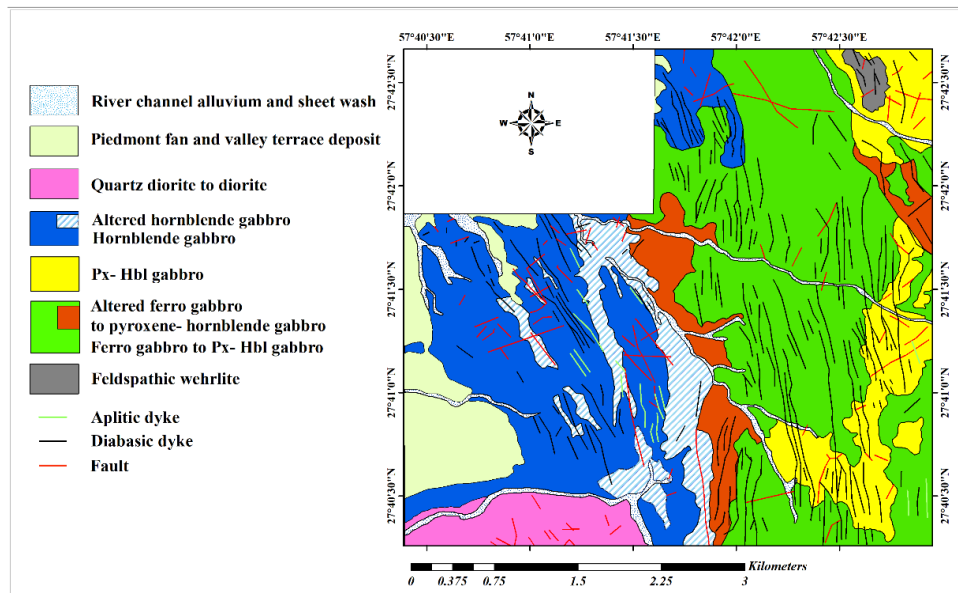 57°40'30"E 57°41'0"E 57°41'30"E 57°42'0"E 57°42'30"E
27°42'30"N 27°42'30"N
N
W E
S
River channel alluvium and sheet wash
Piedmont fan and valley terrace deposit
Quartz diorite to diorite
27°42'0"N 27°42'0"N
Altered hornblende gabbro
Hornblende gabbro
Px- Hbl gabbro
27°41'30"N 27°41'30"N
Altered ferro gabbro
to pyroxene- hornblende gabbro
Ferro gabbro to Px- Hbl gabbro
Feldspathic wehrlite
27°41'0"N 27°41'0"N
Aplitic dyke
Diabasic dyke
Fault
27°40'30"N 27°40'30"N
Kilometers
0 0.375 0.75 1.5 2.25 3